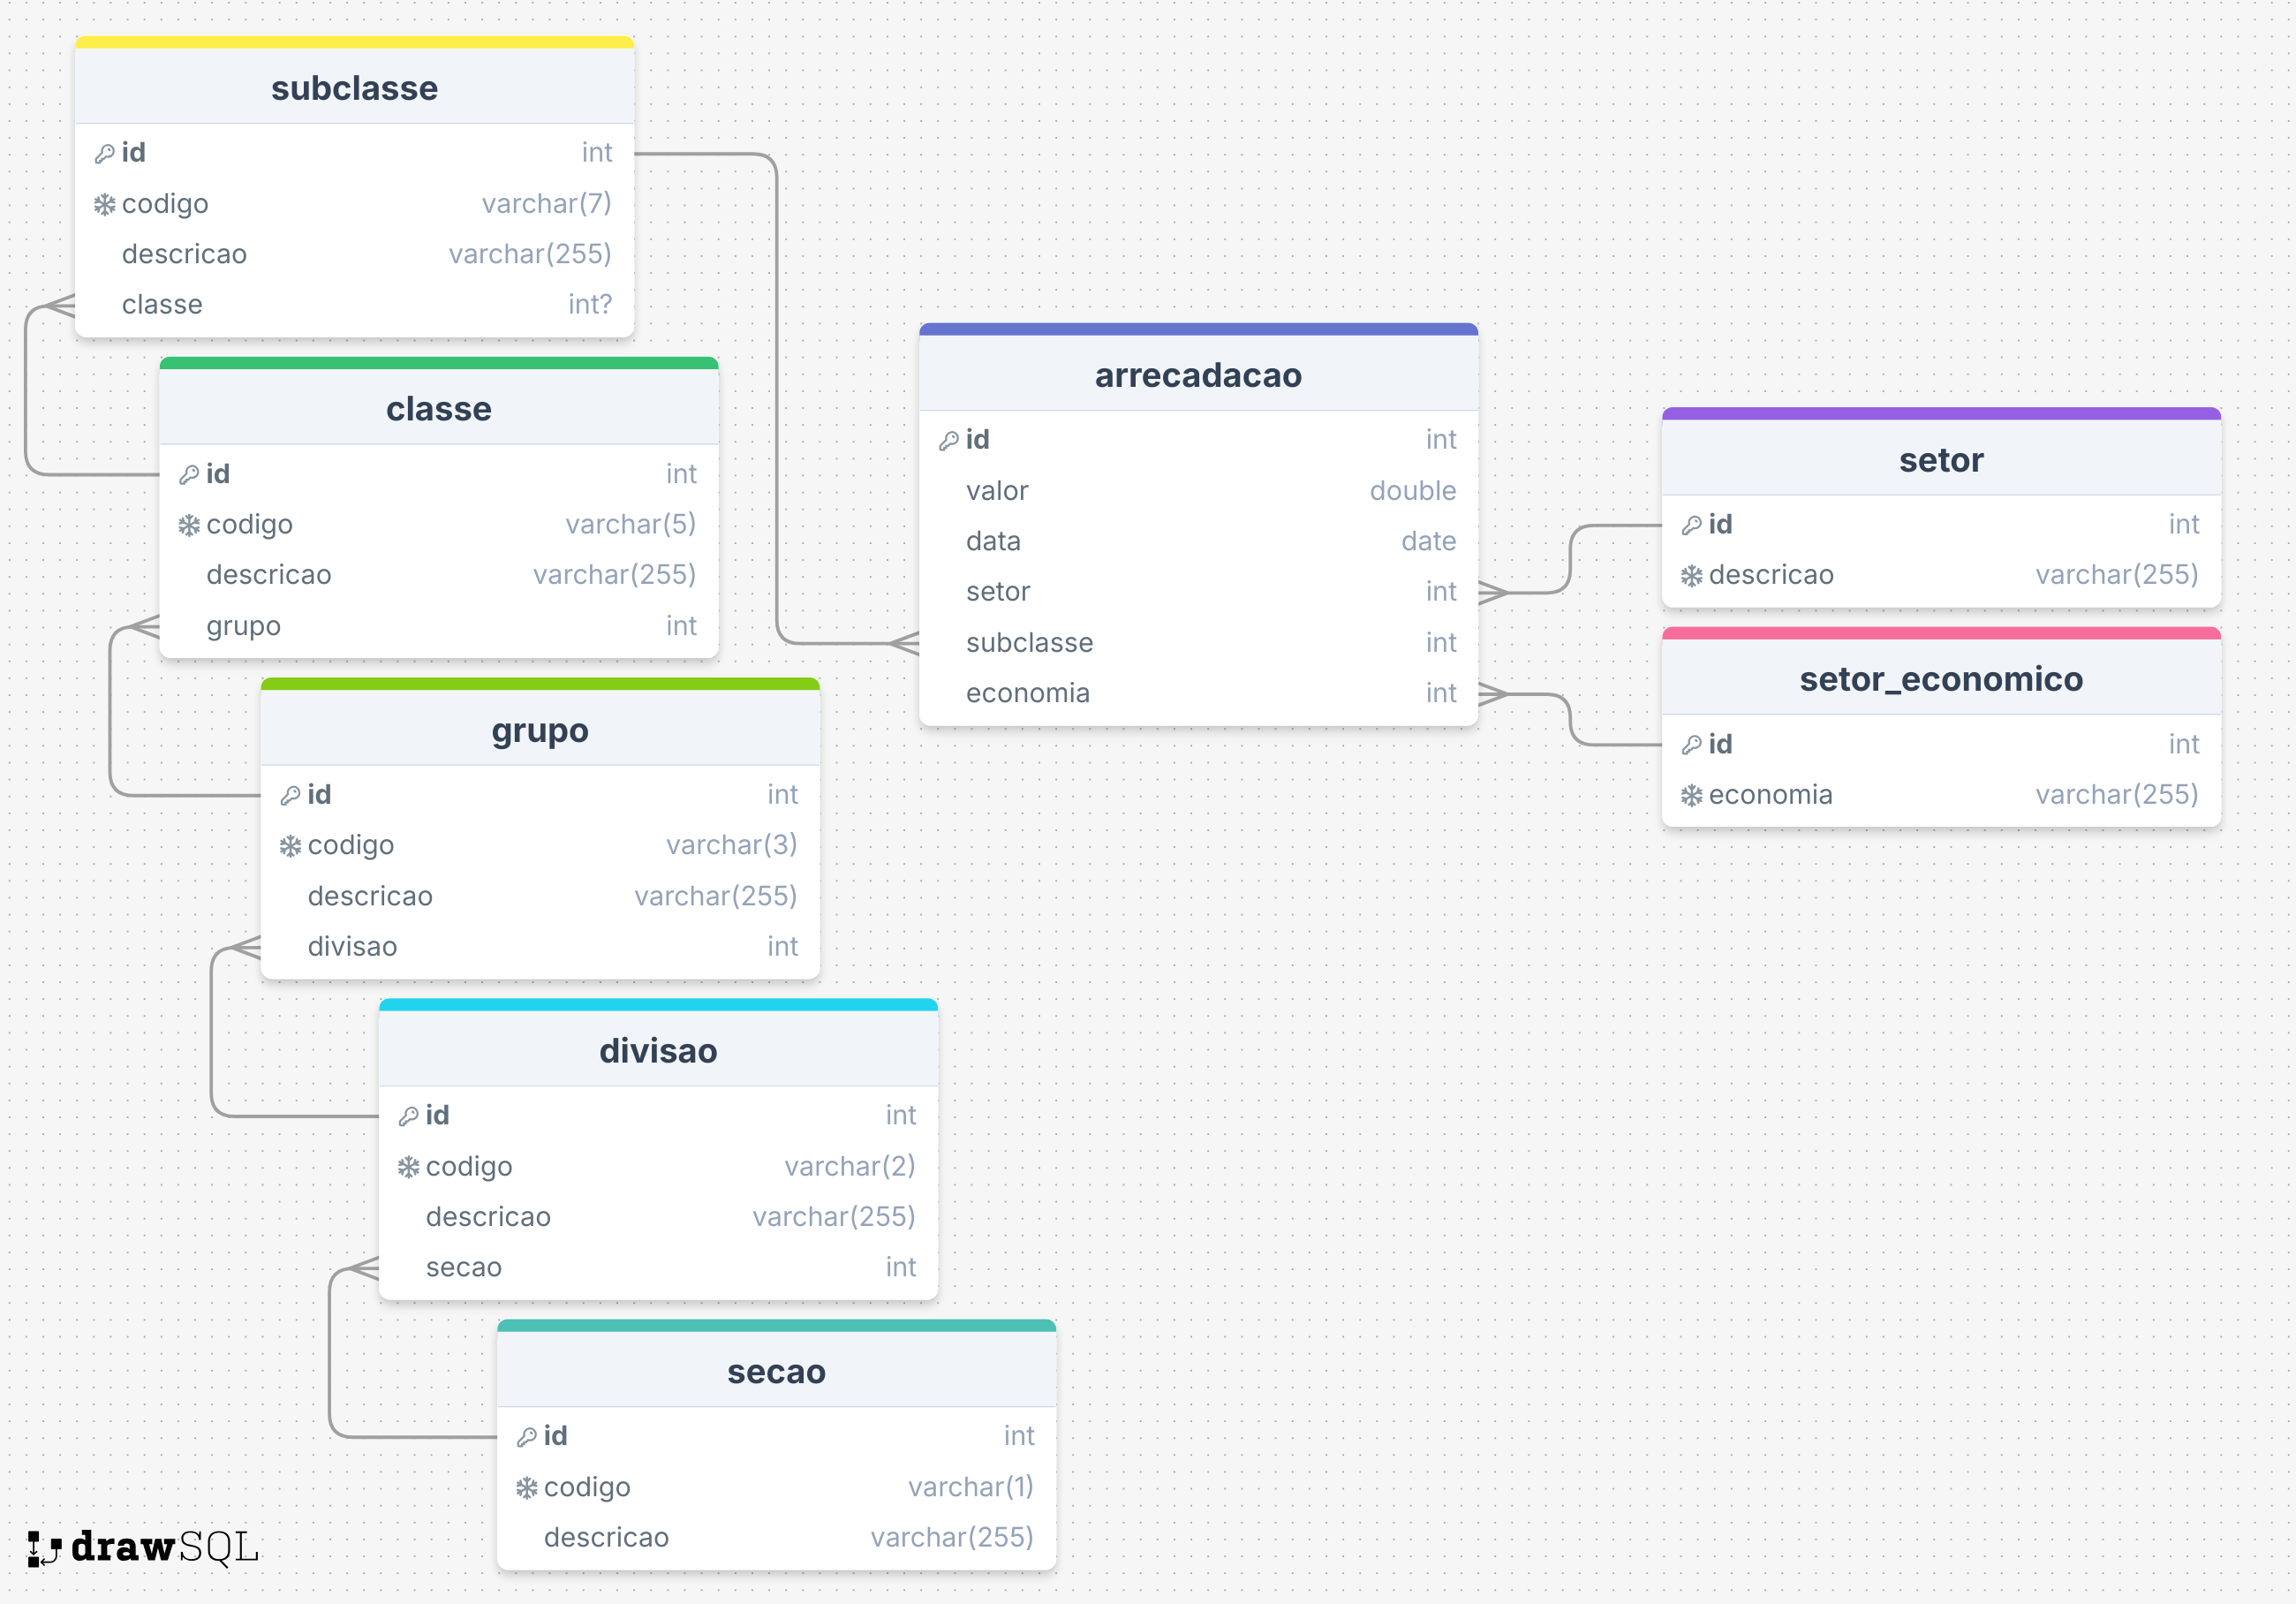 subclasse
id int
codigo varchar(7)
descricao varchar(255)
classe int?
classe
id int
codigo varchar(5)
descricao varchar(255)
grupo int
grupo
id int
codigo varchar(3)
descricao varchar(255)
divisao int
divisao
id int
codigo varchar(2)
descricao varchar(255)
secao int
secao
id int
codigo varchar(1)
descricao varchar(255)
arrecadacao
id int
valor double
data date
setor int
subclasse int
economia int
setor
id int
descricao varchar(255)
setor_economico
id int
economia varchar(255)
drawSQL